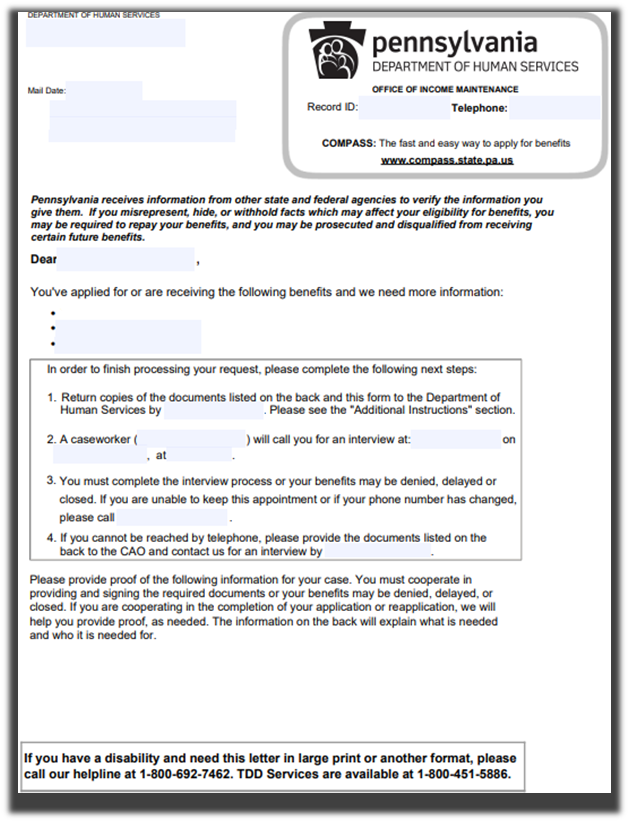 DEPARTMENT OF HUMAN SERVICES
pennsylvania
DEPARTMENT OF HUMAN SERVICES
OFFICE OF INCOME MAINTENANCE
Mail Date:
Record ID: Telephone:
COMPASS: The fast and easy way to apply for benefits
www.compass.state.pa.us
Pennsylvania receives information from other state and federal agencies to verify the information you
give them. If you misrepresent, hide, or withhold facts which may affect your eligibility for benefits, you
may be required to repay your benefits, and you may be prosecuted and disqualified from receiving
certain future benefits.
Dear ,
You've applied for or are receiving the following benefits and we need more information:
•
•
•
In order to finish processing your request, please complete the following next steps:
1. Return copies of the documents listed on the back and this form to the Department of
Human Services by . Please see the "Additional Instructions" section.
2. A caseworker ( ) will call you for an interview at: on
, at .
3. You must complete the interview process or your benefits may be denied, delayed or
closed. If you are unable to keep this appointment or if your phone number has changed,
please call .
4. If you cannot be reached by telephone, please provide the documents listed on the
back to the CAO and contact us for an interview by .
Please provide proof of the following information for your case. You must cooperate in
providing and signing the required documents or your benefits may be denied, delayed, or
closed. If you are cooperating in the completion of your application or reapplication, we will
help you provide proof, as needed. The information on the back will explain what is needed
and who it is needed for.
If you have a disability and need this letter in large print or another format, please
call our helpline at 1-800-692-7462. TDD Services are available at 1-800-451-5886.